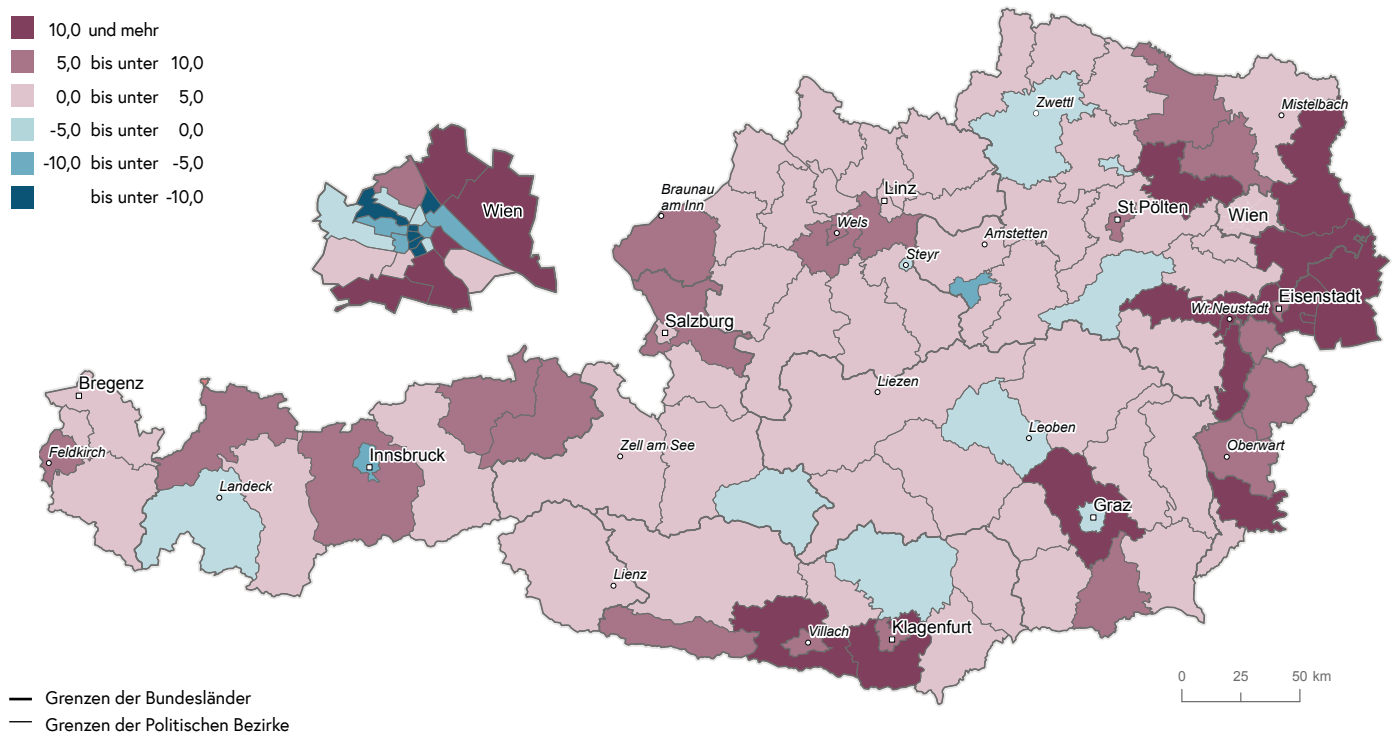 10,0 und mehr
5,0 bis unter 10,0
0,0 bis unter 5,0
-5,0 bis unter 0,0
-10,0 bis unter -5,0
bis unter -10,0
Wien
Zwettl
Mistelbach
Braunau
am Inn
Linz
St.Pölten
Wien
Wels
Amstetten
Steyr
Eisenstadt
Wr.Neustadt
Salzburg
Bregenz
Liezen
Leoben
Feldkirch
Innsbruck
Zell am See
Oberwart
Landeck
Graz
Lienz
Villach
Klagenfurt
0 25 50 km
Grenzen der Bundesländer
Grenzen der Politischen Bezirke